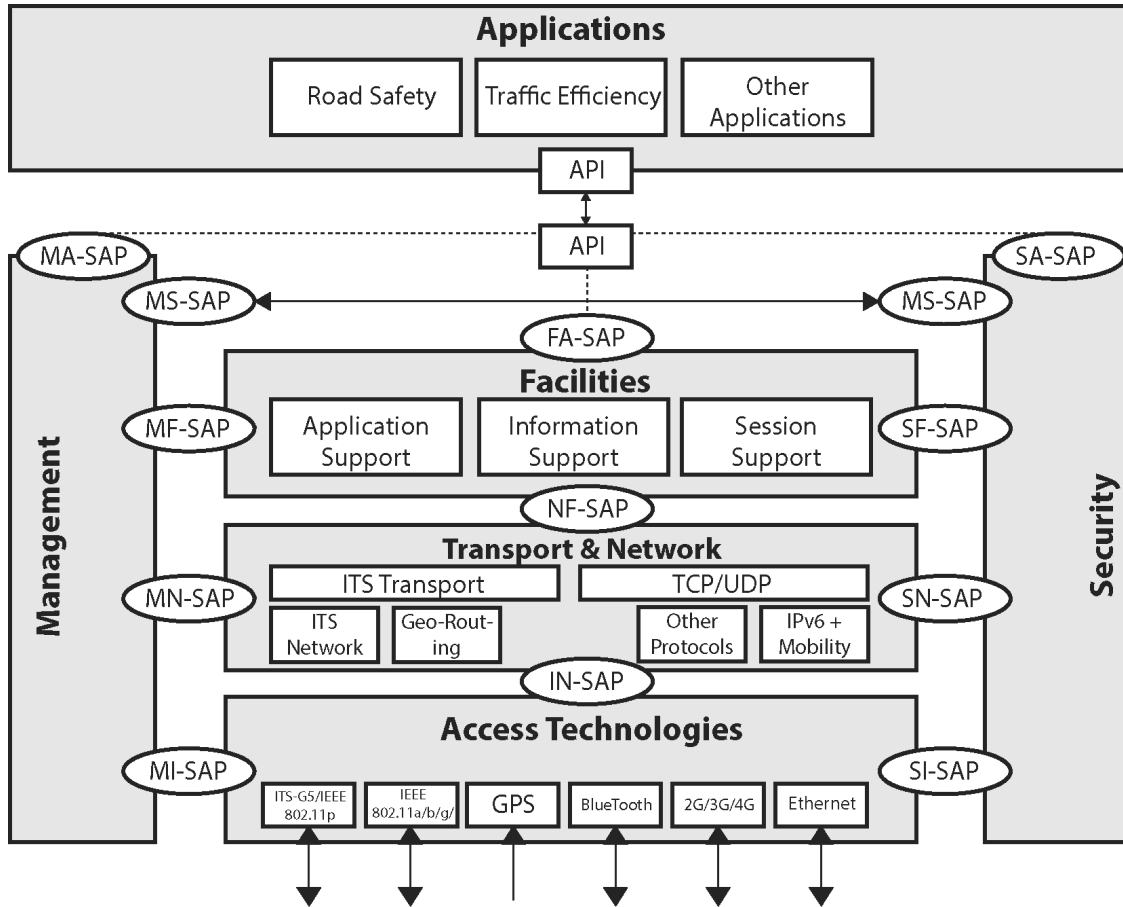 Applications
Road Safety
Traffic Efficiency
Other
Applications
API
API
MA-SAP
SA-SAP
MS-SAP
MS-SAP
FA-SAP
Facilities
MF-SAP
Application
Support
Information
Support
Session
Support
SF-SAP
NF-SAP
Management
Security
Transport & Network
ITS Transport
TCP/UDP
MN-SAP
ITS
Network
Geo-Rout-
ing
Other
Protocols
IPv6 +
Mobility
SN-SAP
IN-SAP
Access Technologies
MI-SAP
SI-SAP
ITS-G5/IEEE
802.11p
IEEE
802.11a/b/g/
GPS
BlueTooth
2G/3G/4G
Ethernet